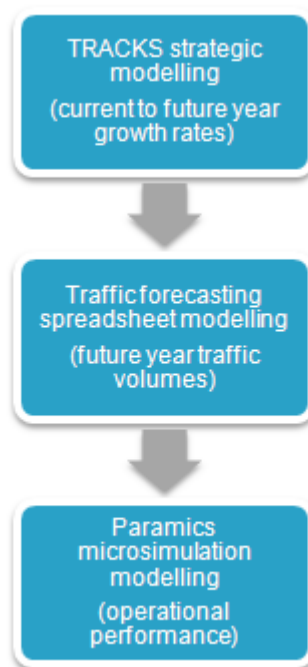 TRACKS strategic
modelling
(current to future year
growth rates)
Traffic forecasting
spreadsheet modelling
(future year traffic
volumes)
Paramics
microsimulation
modelling
(operational
performance)